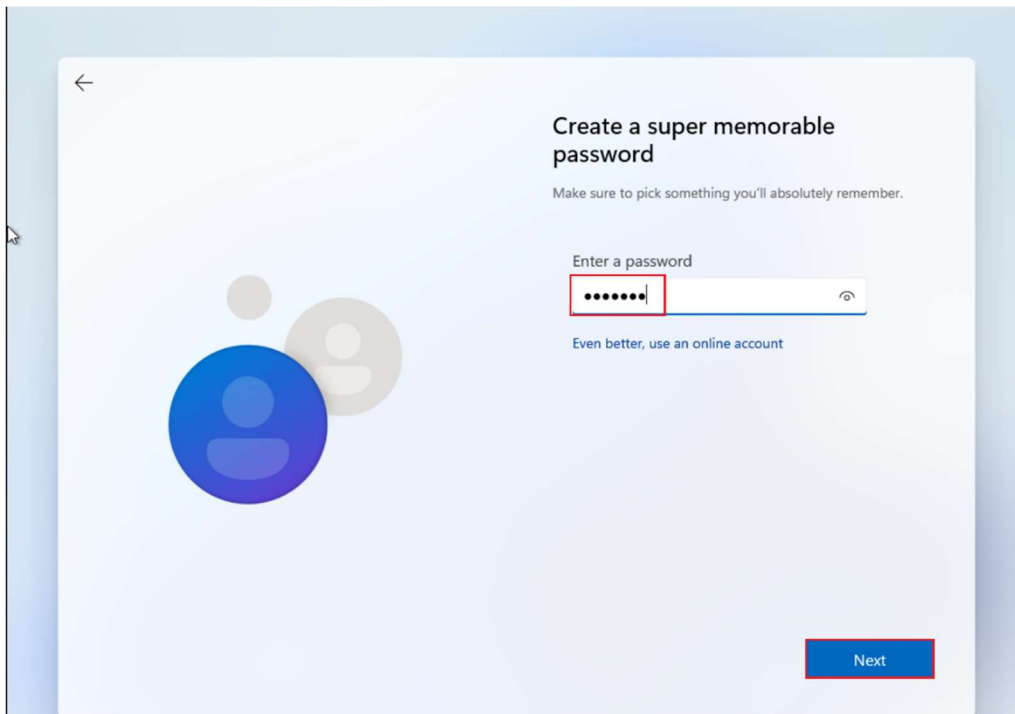 Create a super memorable
password
Make sure to pick something you'll absolutely remember.
Enter a password
•••••••
Even better, use an online account
Next